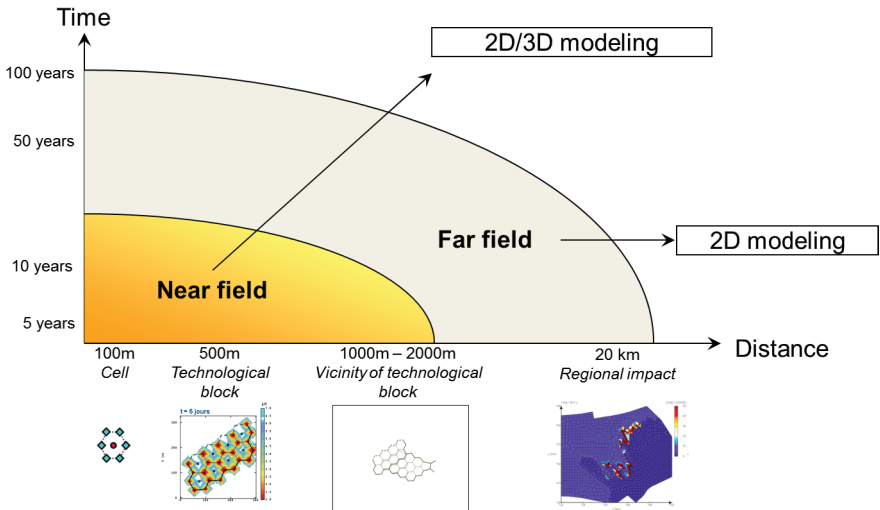 Time
2D/3D modeling
100 years
50 years
Far field
2D modeling
10 years
Near field
5 years
100m
500m
1000m – 2000m
20 km
Distance
Cell
Technological
block
Vicinity of technological
block
Regional impact
t = 5 jours